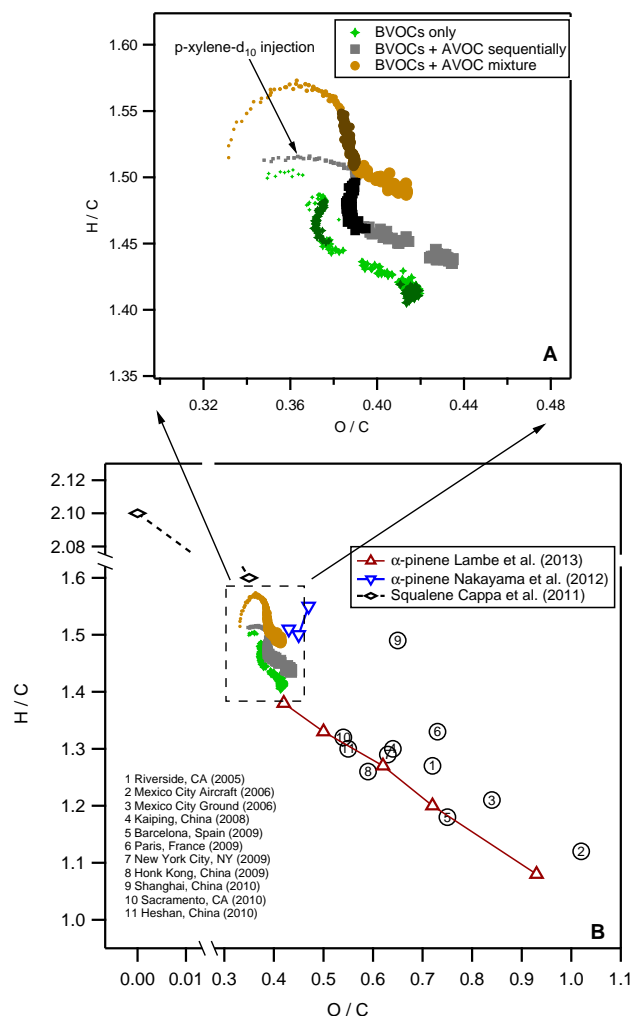 BVOCs only
BVOCs + AVOC sequentially
BVOCs + AVOC mixture
p-xylene-d10 injection
1.60
1.55
1.50
1.45
1.40
1.35
H / C
A
0.32
0.36
0.40
0.44
0.48
O / C
2.12
2.10
2.08
2.06
1.6
1.5
1.4
1.3
1.2
1.1
1.0
H / C
α-pinene Lambe et al. (2013)
α-pinene Nakayama et al. (2012)
Squalene Cappa et al. (2011)
9
10
11
7
4
6
8
1
3
5
2
1 Riverside, CA (2005)
2 Mexico City Aircraft (2006)
3 Mexico City Ground (2006)
4 Kaiping, China (2008)
5 Barcelona, Spain (2009)
6 Paris, France (2009)
7 New York City, NY (2009)
8 Honk Kong, China (2009)
9 Shanghai, China (2010)
10 Sacramento, CA (2010)
11 Heshan, China (2010)
B
0.00
0.01
0.3
0.4
0.5
0.6
0.7
0.8
0.9
1.0
1.1
O / C